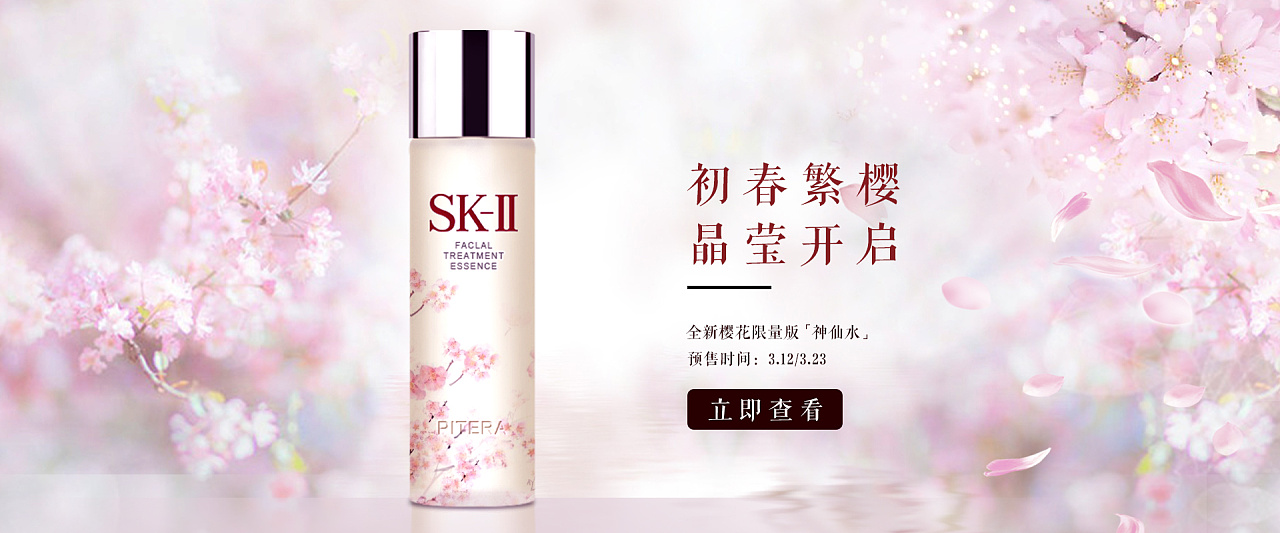 SK-II
FACLAL
TREATMENT
ESSENCE
PITERA
初春繁樱
晶莹开启
全新樱花限量版「神仙水」
预售时间：3.12/3.23
立即查看